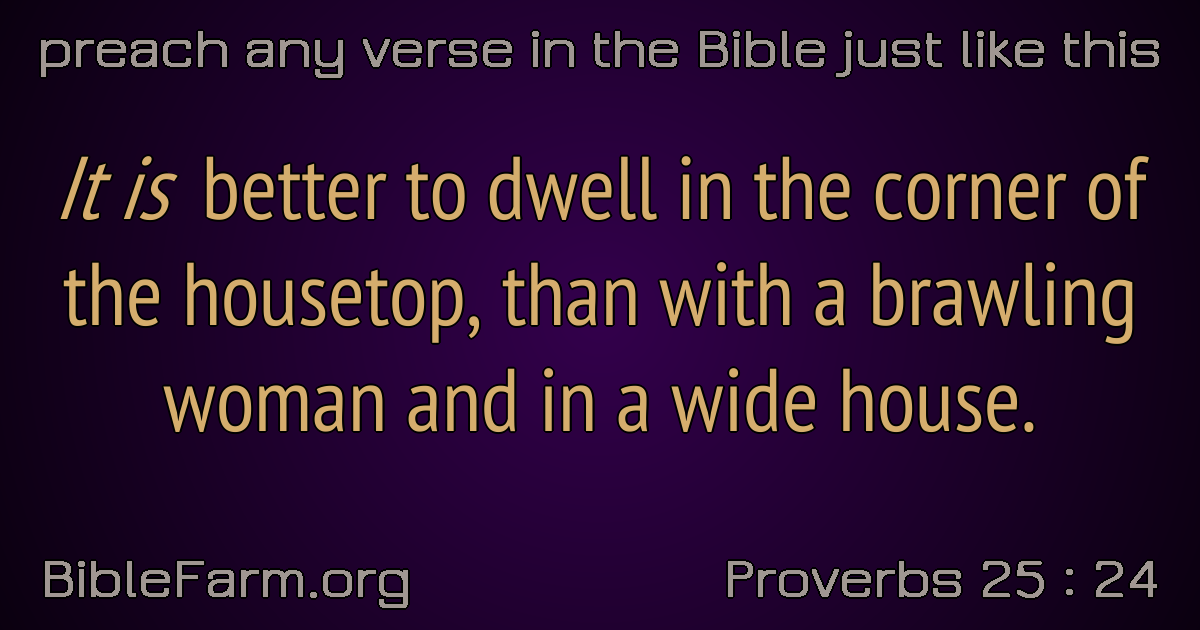 preach any verse in the Bible just like this
It is better to dwell in the corner of
the housetop, than with a brawling
woman and in a wide house.
BibleFarm.org
Proverbs 25 : 24